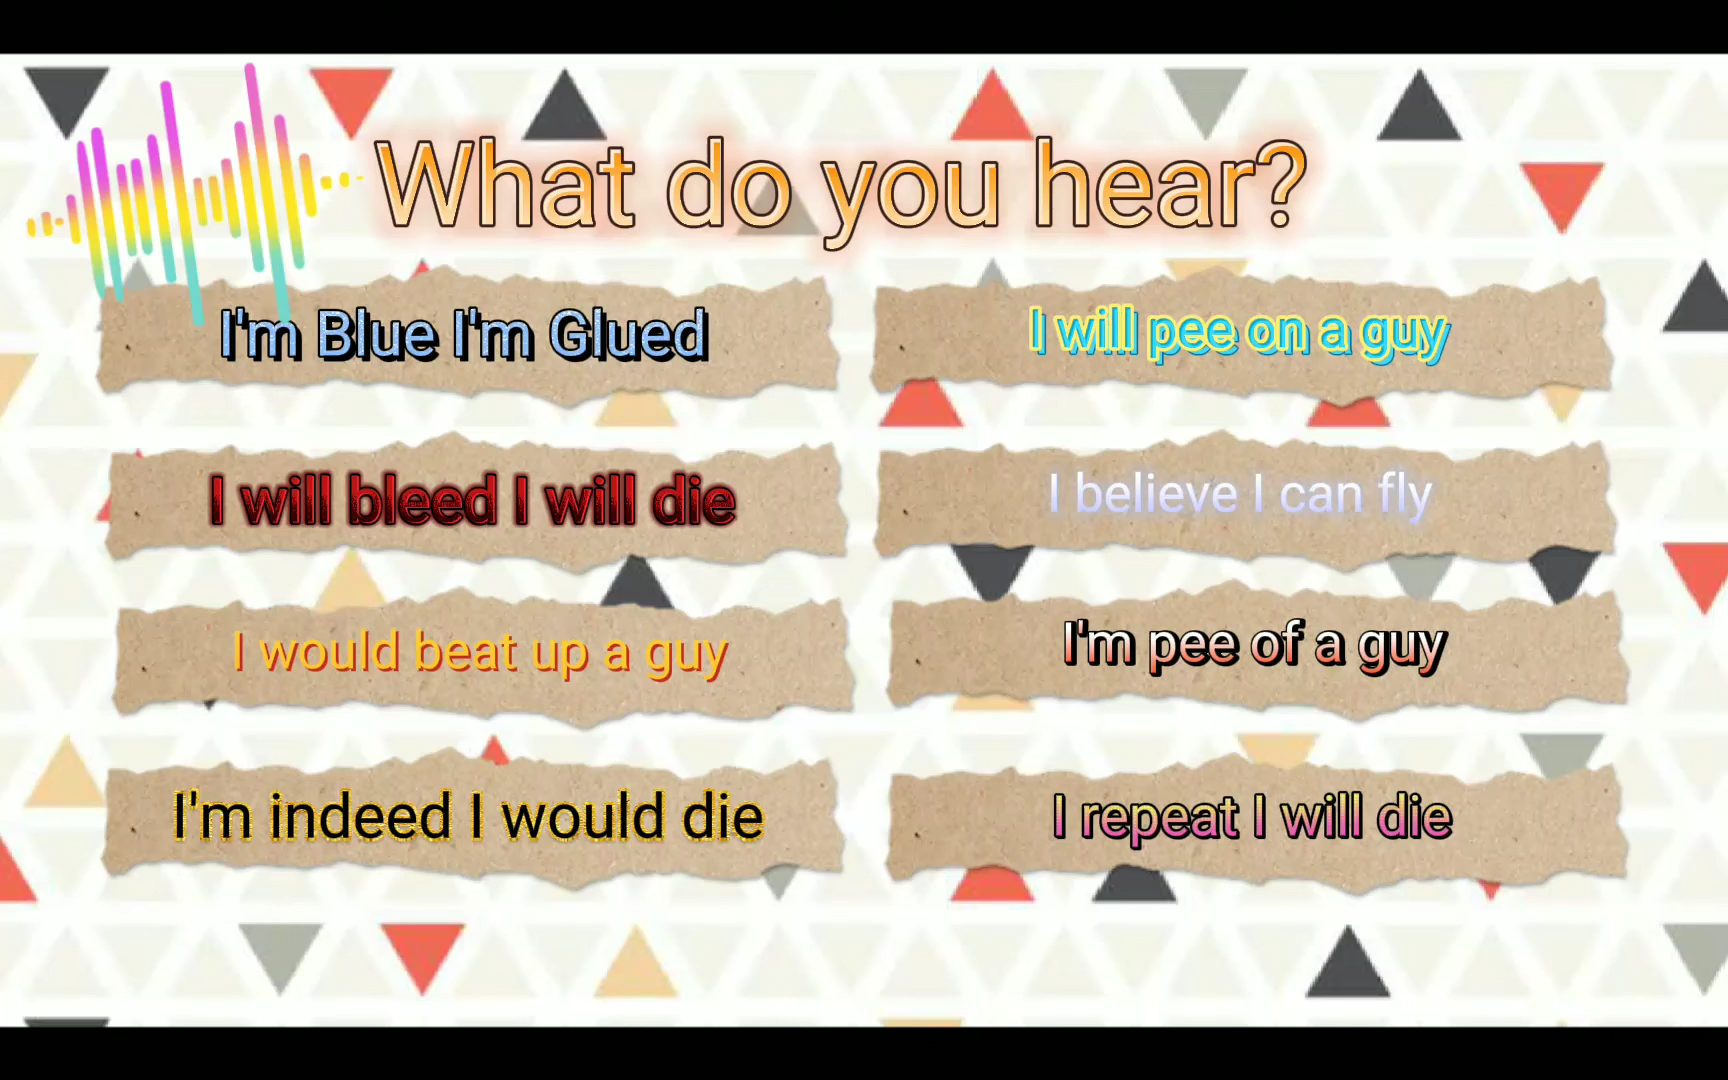 What do you hear?
I'm Blue I'm Glued
I will pee on a guy
I will bleed I will die
I believe I can fly
I would beat up a guy
I'm pee of a guy
I'm indeed I would die
I repeat I will die